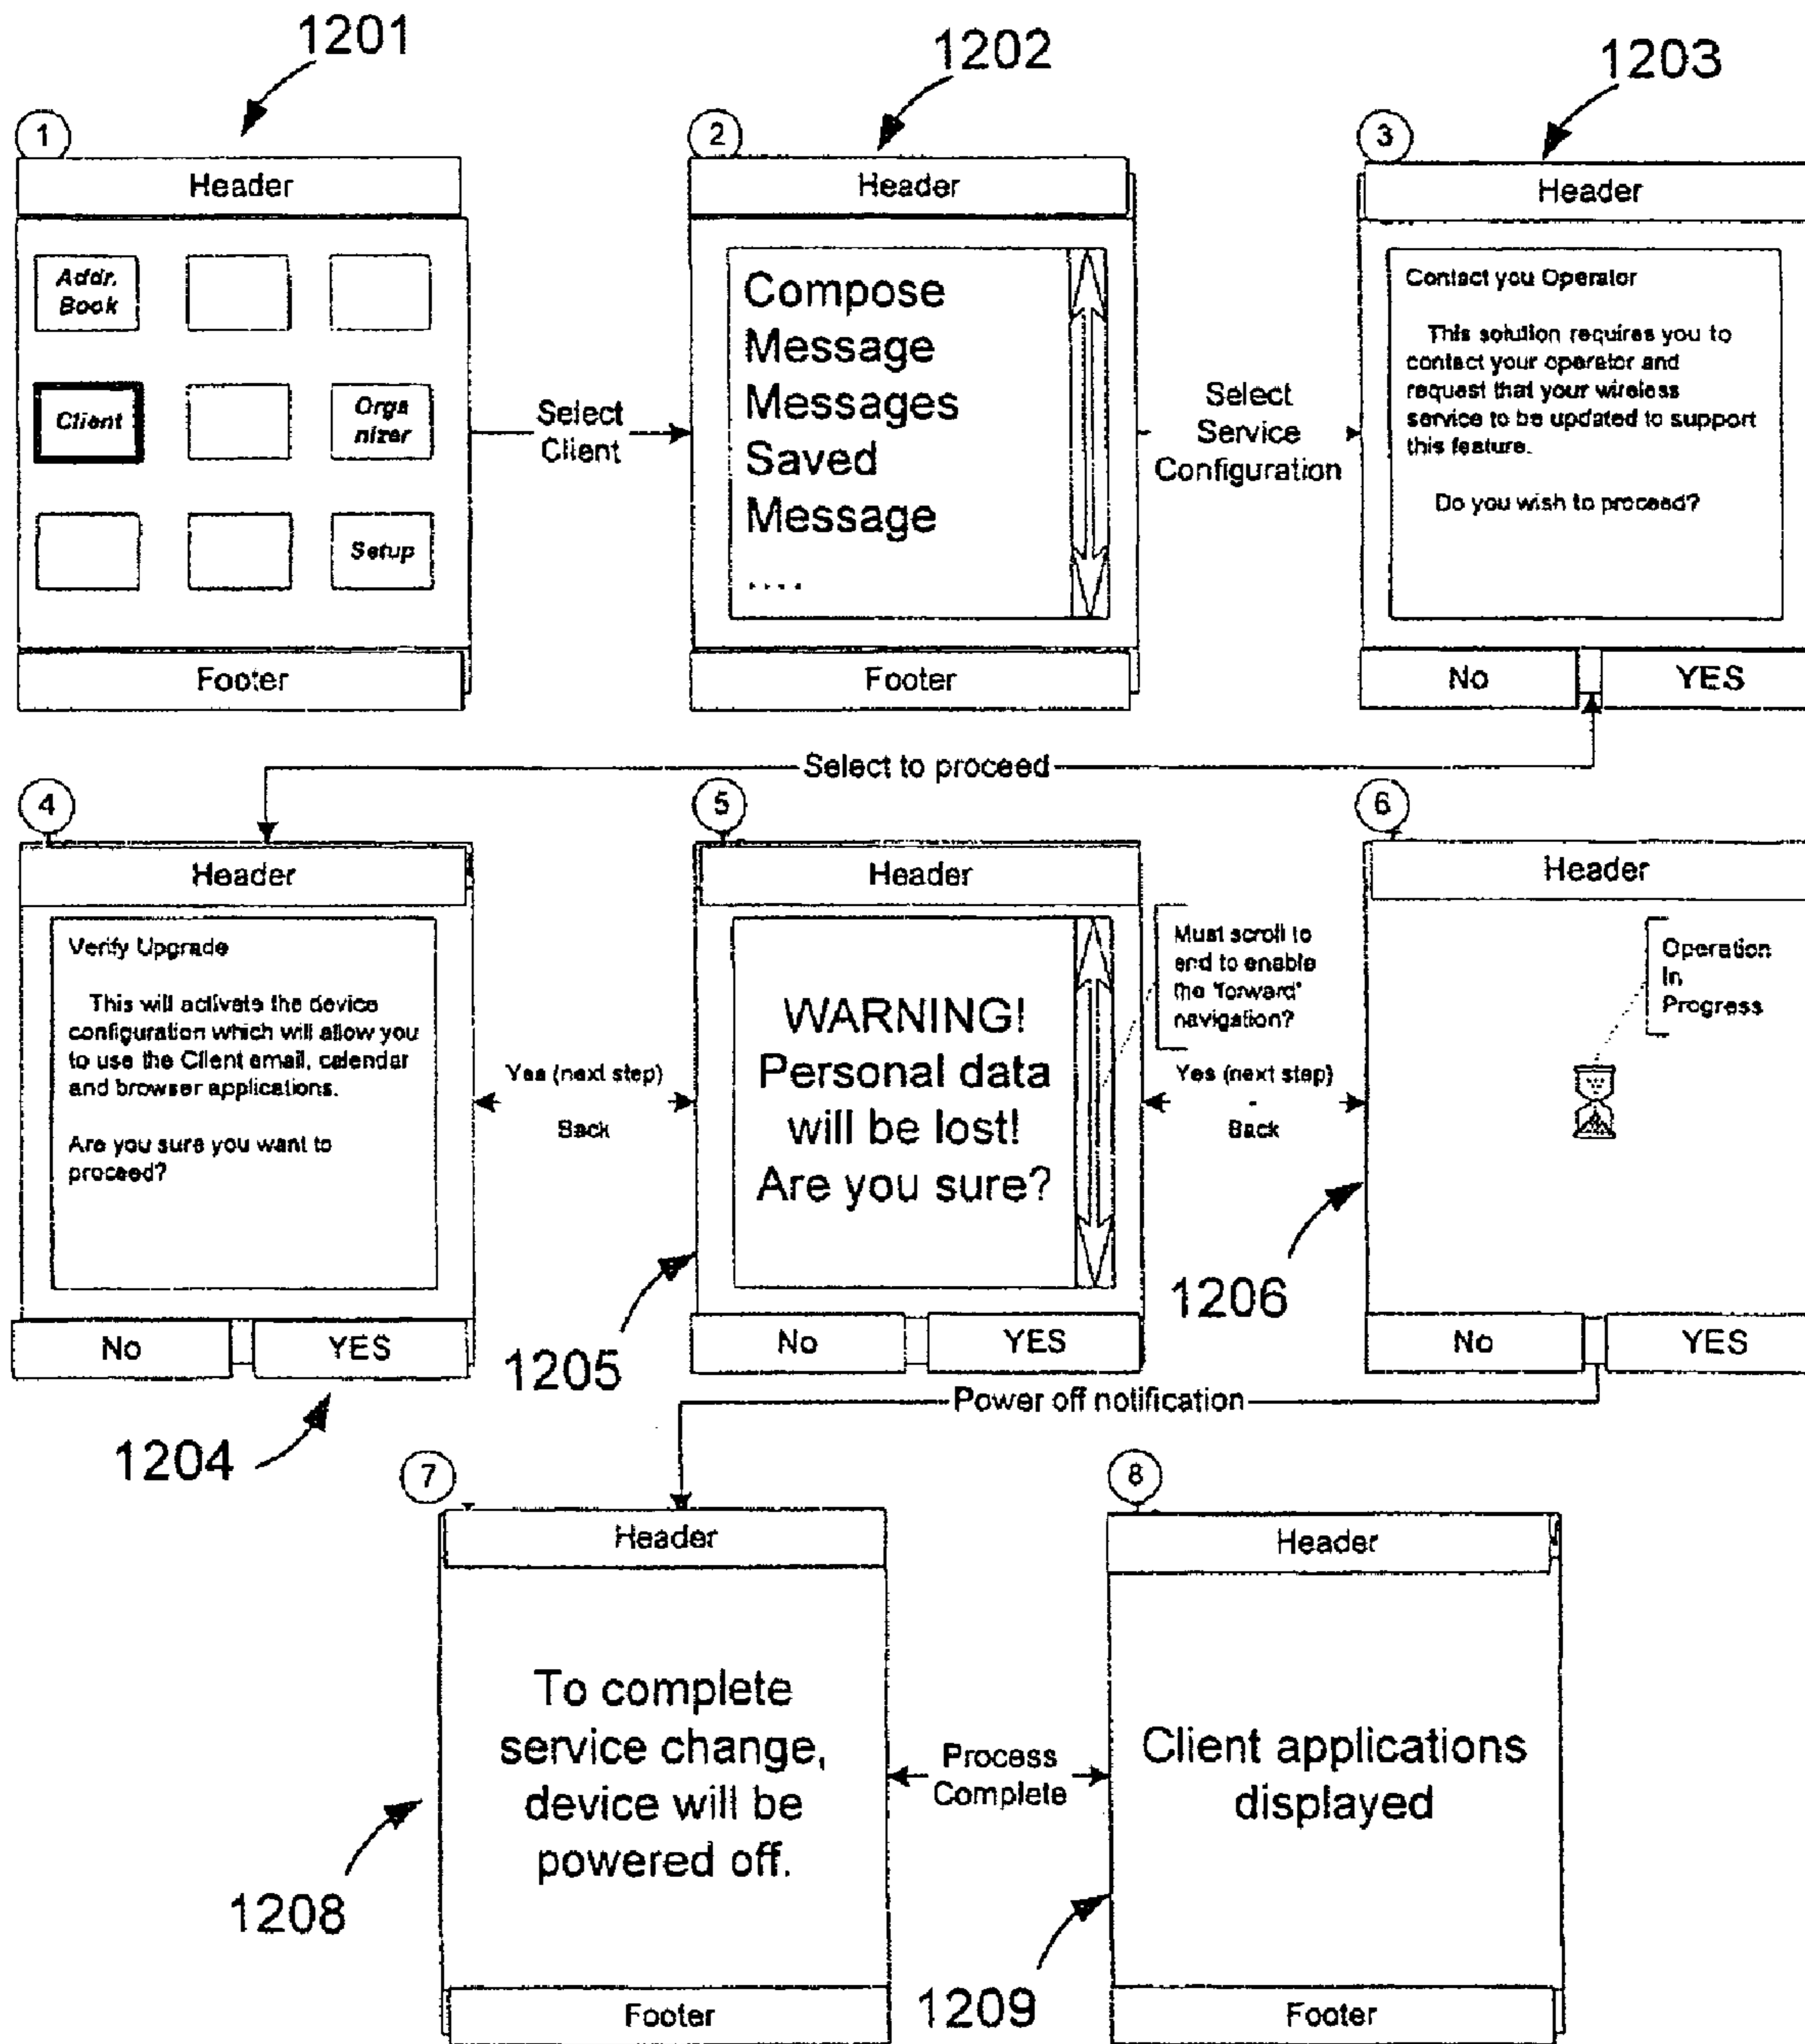 1201
1202
1203
1
2
3
Header
Header
Header
Addr.
Book
Client
Orga
nizer
Setup
Footer
Select
Client
Compose
Message
Messages
Saved
Message
....
Footer
Select
Service
Configuration
Contact you Operator
This solution requires you to
contact your operator and
request that your wireless
service to be updated to support
this feature.
Do you wish to proceed?
No
YES
Select to proceed
4
5
6
Header
Header
Header
Verify Upgrade
This will activate the device
configuration which will allow you
to use the Client email, calendar
and browser applications.
Are you sure you want to
proceed?
No
YES
1204
Yes (next step)
Back
WARNING!
Personal data
will be lost!
Are you sure?
No
YES
1205
Must scroll to
end to enable
the 'forward'
navigation?
Yes (next step)
-
Back
1206
Operation
In
Progress
No
YES
Power off notification
7
8
Header
Header
To complete
service change,
device will be
powered off.
Footer
1208
Process
Complete
Client applications
displayed
Footer
1209